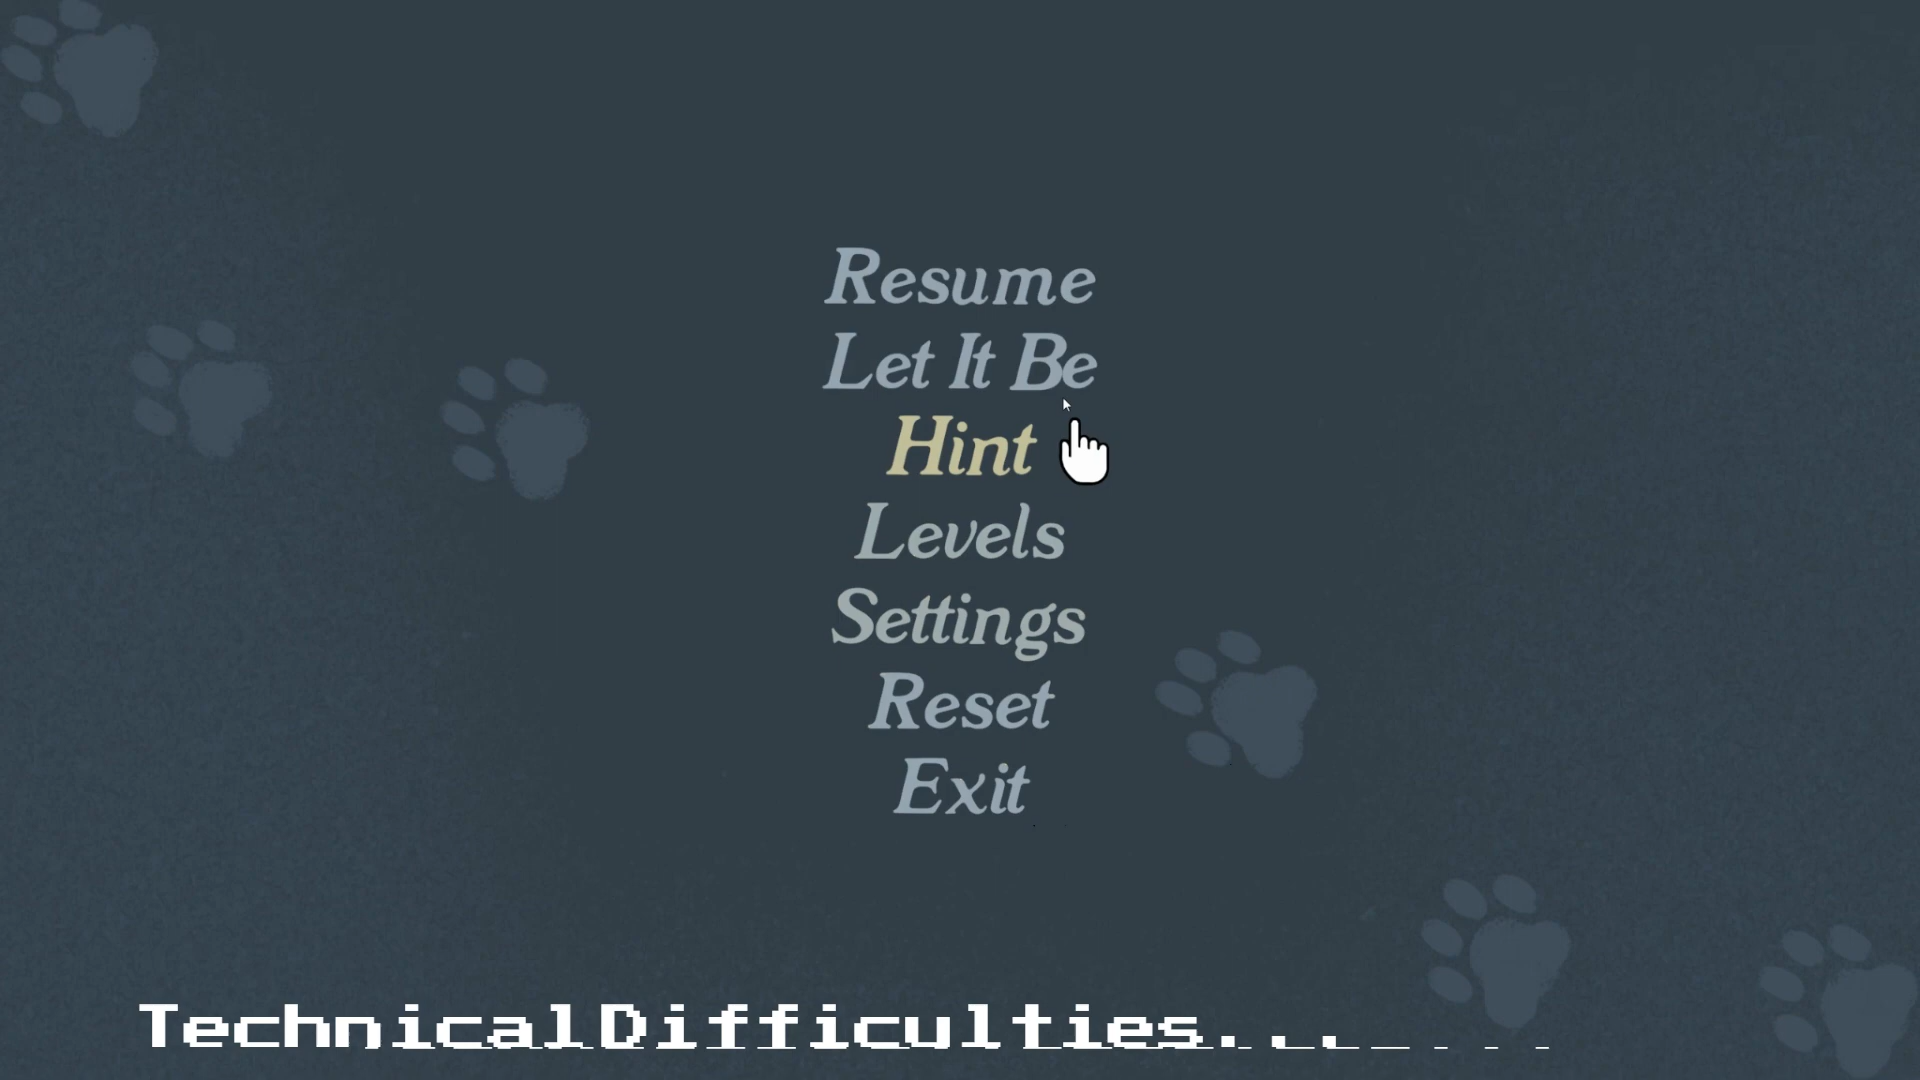 Resume
Let It Be
Hint
Levels
Settings
Reset
Exit
TechnicalDifficulties...